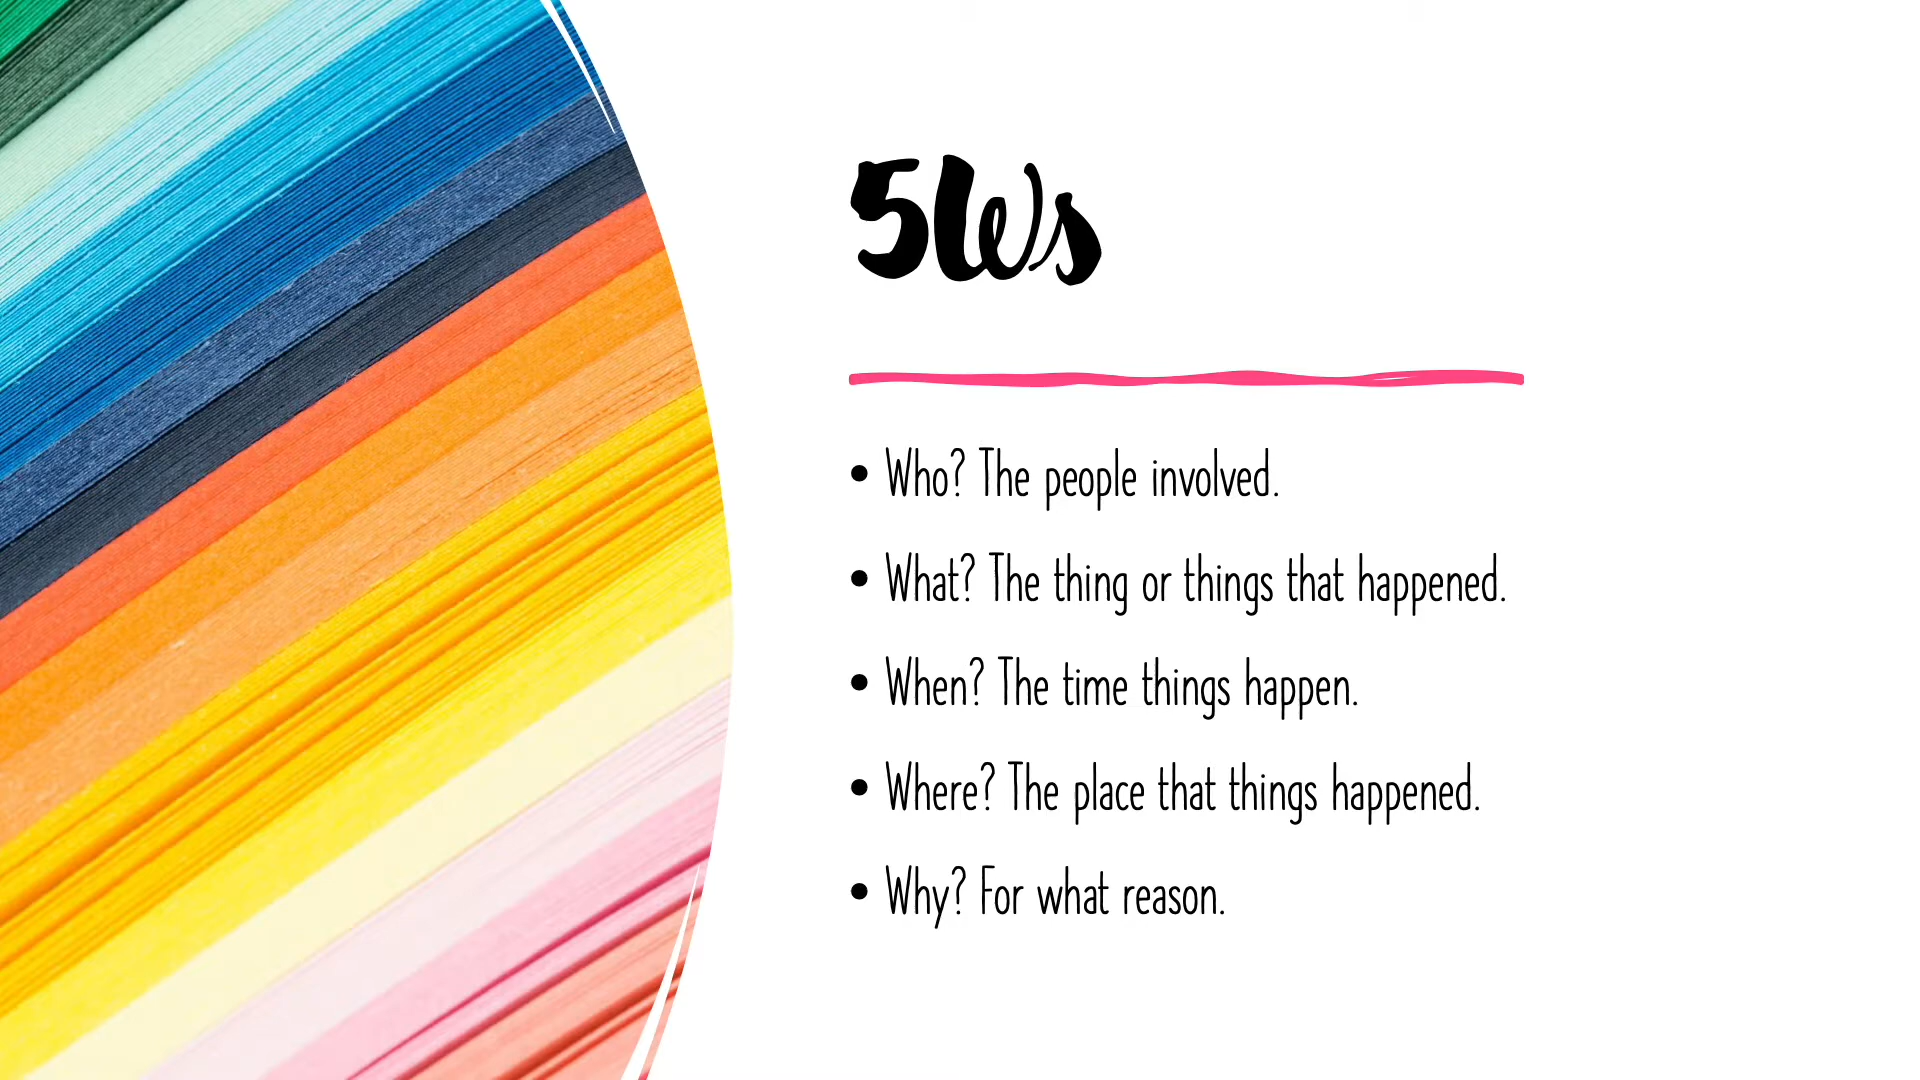 5Ws
• Who? The people involved.
• What? The thing or things that happened.
• When? The time things happen.
• Where? The place that things happened.
• Why? For what reason.